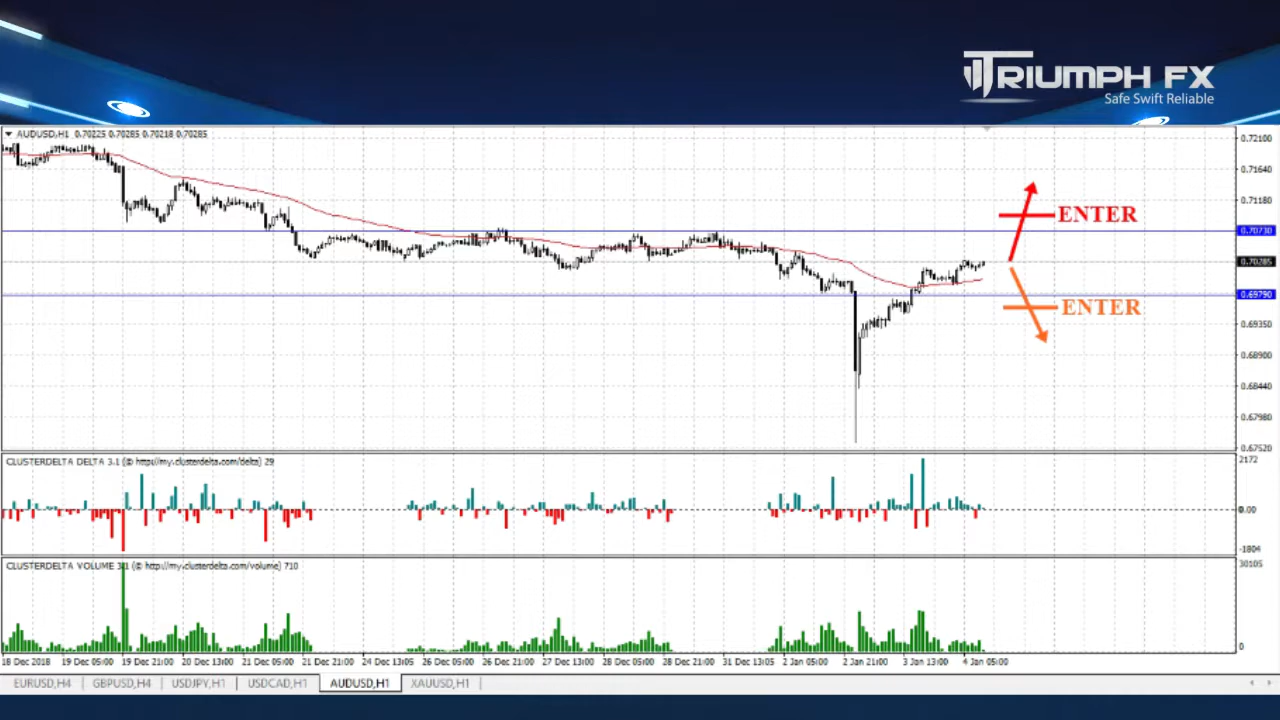 TRIUMPH FX
Safe Swift Reliable
AUDUSD,H1 0.70225 0.70285 0.70218 0.70285
0.72100
0.71640
0.71180
ENTER
0.70730
0.70285
0.69790
ENTER
0.69350
0.68900
0.68440
0.67980
0.67520
CLUSTERDELTA DELTA 3.1 (© http://my.clusterdelta.com/delta) 29
2172
0.00
-1804
CLUSTERDELTA VOLUME 3.1 (© http://my.clusterdelta.com/volume) 710
30105
0
18 Dec 2018 19 Dec 05:00 19 Dec 21:00 20 Dec 13:00 21 Dec 05:00 21 Dec 21:00 24 Dec 13:05 26 Dec 05:00 26 Dec 21:00 27 Dec 13:00 28 Dec 05:00 28 Dec 21:00 31 Dec 13:05 2 Jan 05:00 2 Jan 21:00 3 Jan 13:00 4 Jan 05:00
EURUSD,H4 GBPUSD,H4 USDJPY,H1 USDCAD,H1 AUDUSD,H1 XAUUSD,H1